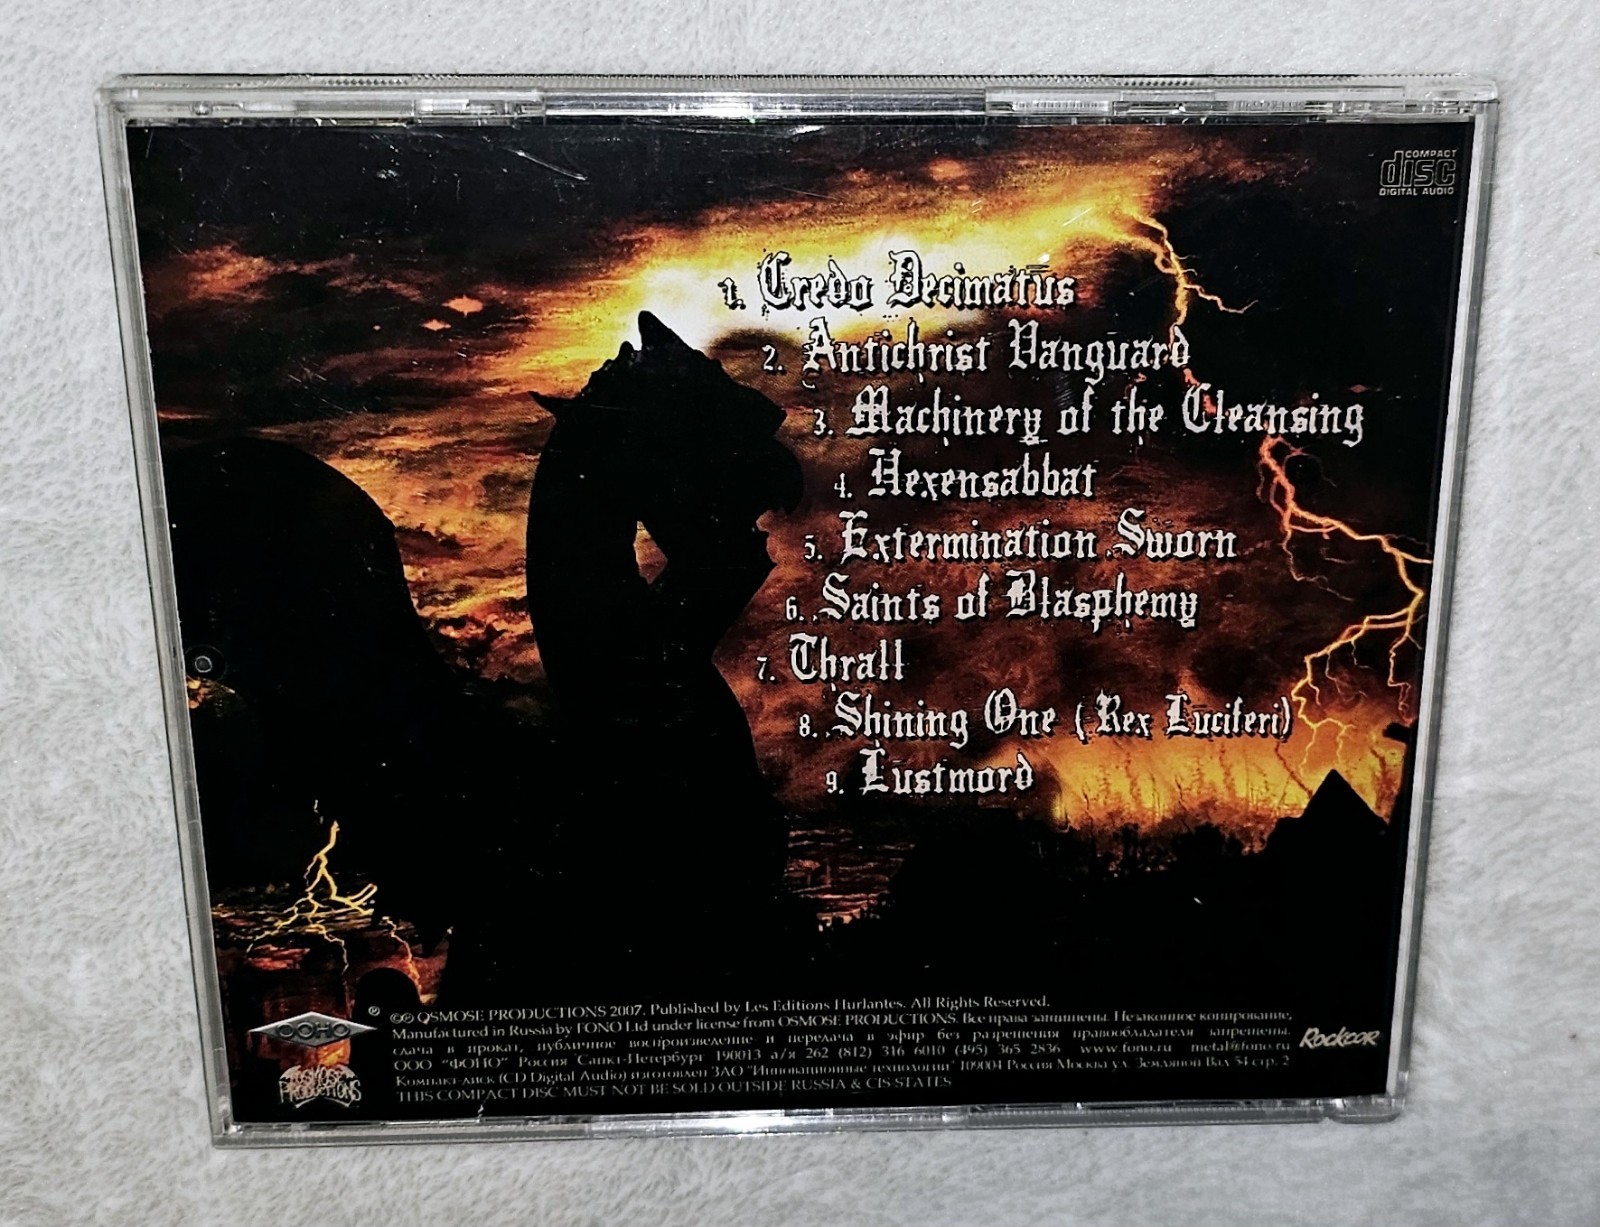 COMPACT
disc
DIGITAL AUDIO
1. Credo Decimatus
2. Antichrist Vanguard
3. Machinery of the Cleansing
4. Hexensabbat
5. Extermination Sworn
6. Saints of Blasphemy
7. Thrall
8. Shining One ( Rex Luciferi)
9. Lustmord
СОЮЗ
℗© OSMOSE PRODUCTIONS 2007. Published by Les Editions Hurlantes. All Rights Reserved.
Manufactured in Russia by FONO Ltd under license from OSMOSE PRODUCTIONS. Все права защищены. Незаконное копирование,
сдача в прокат, публичное воспроизведение и передача в эфир без разрешения правообладателя запрещены.
ООО "ФОНО" Россия Санкт-Петербург 190013 а/я 262 (812) 316 6010 (495) 365 2836 www.fono.ru metal@fono.ru
Компакт-диск (CD Digital Audio) изготовлен ЗАО "Инновационные технологии" 109004 Россия Москва ул. Земляной Вал 54 стр. 2
THIS COMPACT DISC MUST NOT BE SOLD OUTSIDE RUSSIA & CIS STATES
ROCKCOR
OSMOSE
PRODUCTIONS